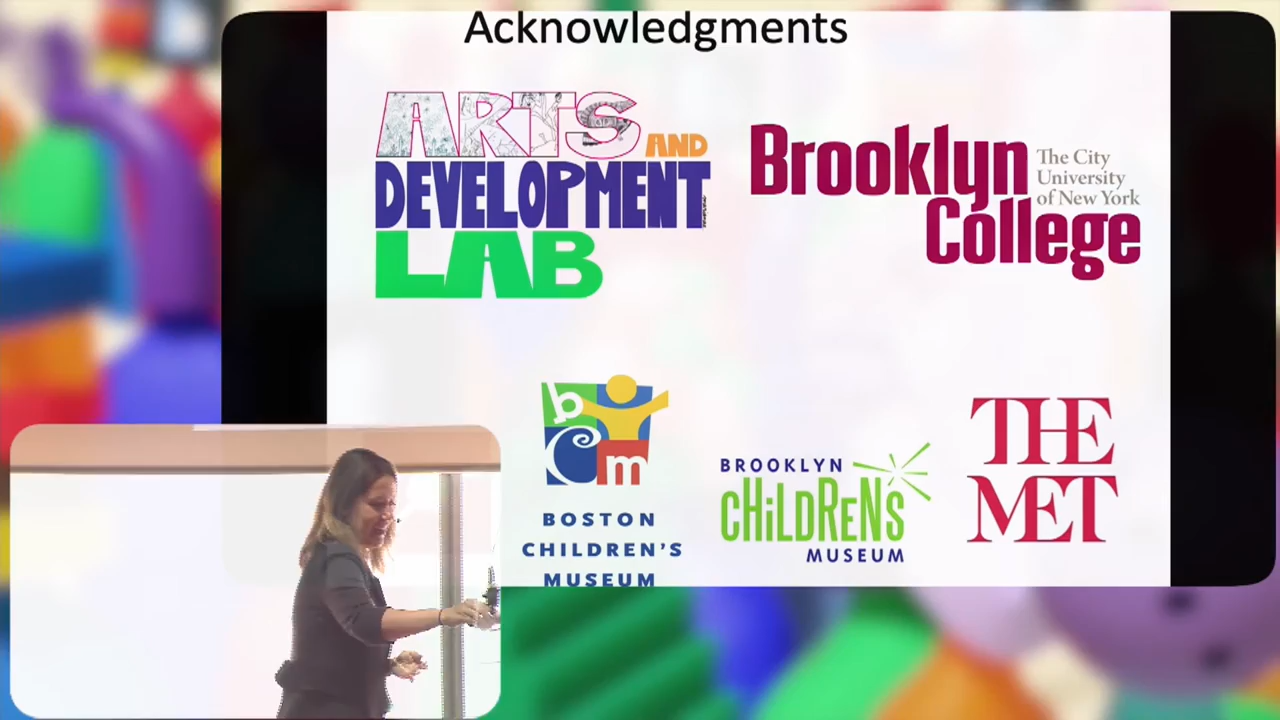 Acknowledgments
ARTS AND
DEVELOPMENT
LAB
Brooklyn
College
The City
University
of New York
bcm
BOSTON
CHILDREN'S
MUSEUM
BROOKLYN
CHiLDRENS
MUSEUM
THE
MET